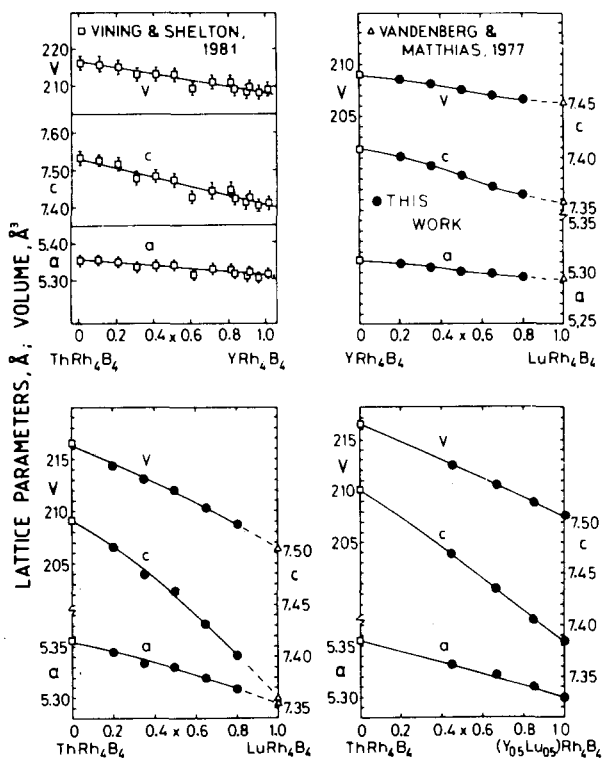 □ VINING & SHELTON,
1981
220
V
210
V
7.60
7.50
c
7.40
c
5.40
a
5.30
a
0 0.2 0.4 x 0.6 0.8 1.0
ThRh₄B₄ YRh₄B₄
△ VANDENBERG &
MATTHIAS, 1977
210
V
205
V
7.45
c
7.40
7.35
c
● THIS
WORK
5.35
5.30
a
5.25
a
0 0.2 0.4 x 0.6 0.8 1.0
YRh₄B₄ LuRh₄B₄
LATTICE PARAMETERS, Å; VOLUME, Å³
215
V
210
205
V
7.50
c
7.45
7.40
7.35
c
5.35
a
5.30
a
0 0.2 0.4 x 0.6 0.8 1.0
ThRh₄B₄ LuRh₄B₄
215
V
210
205
V
7.50
c
7.45
7.40
7.35
c
5.35
a
5.30
a
0 0.2 0.4 x 0.6 0.8 1.0
ThRh₄B₄ (Y₀₅Lu₀₅)Rh₄B₄